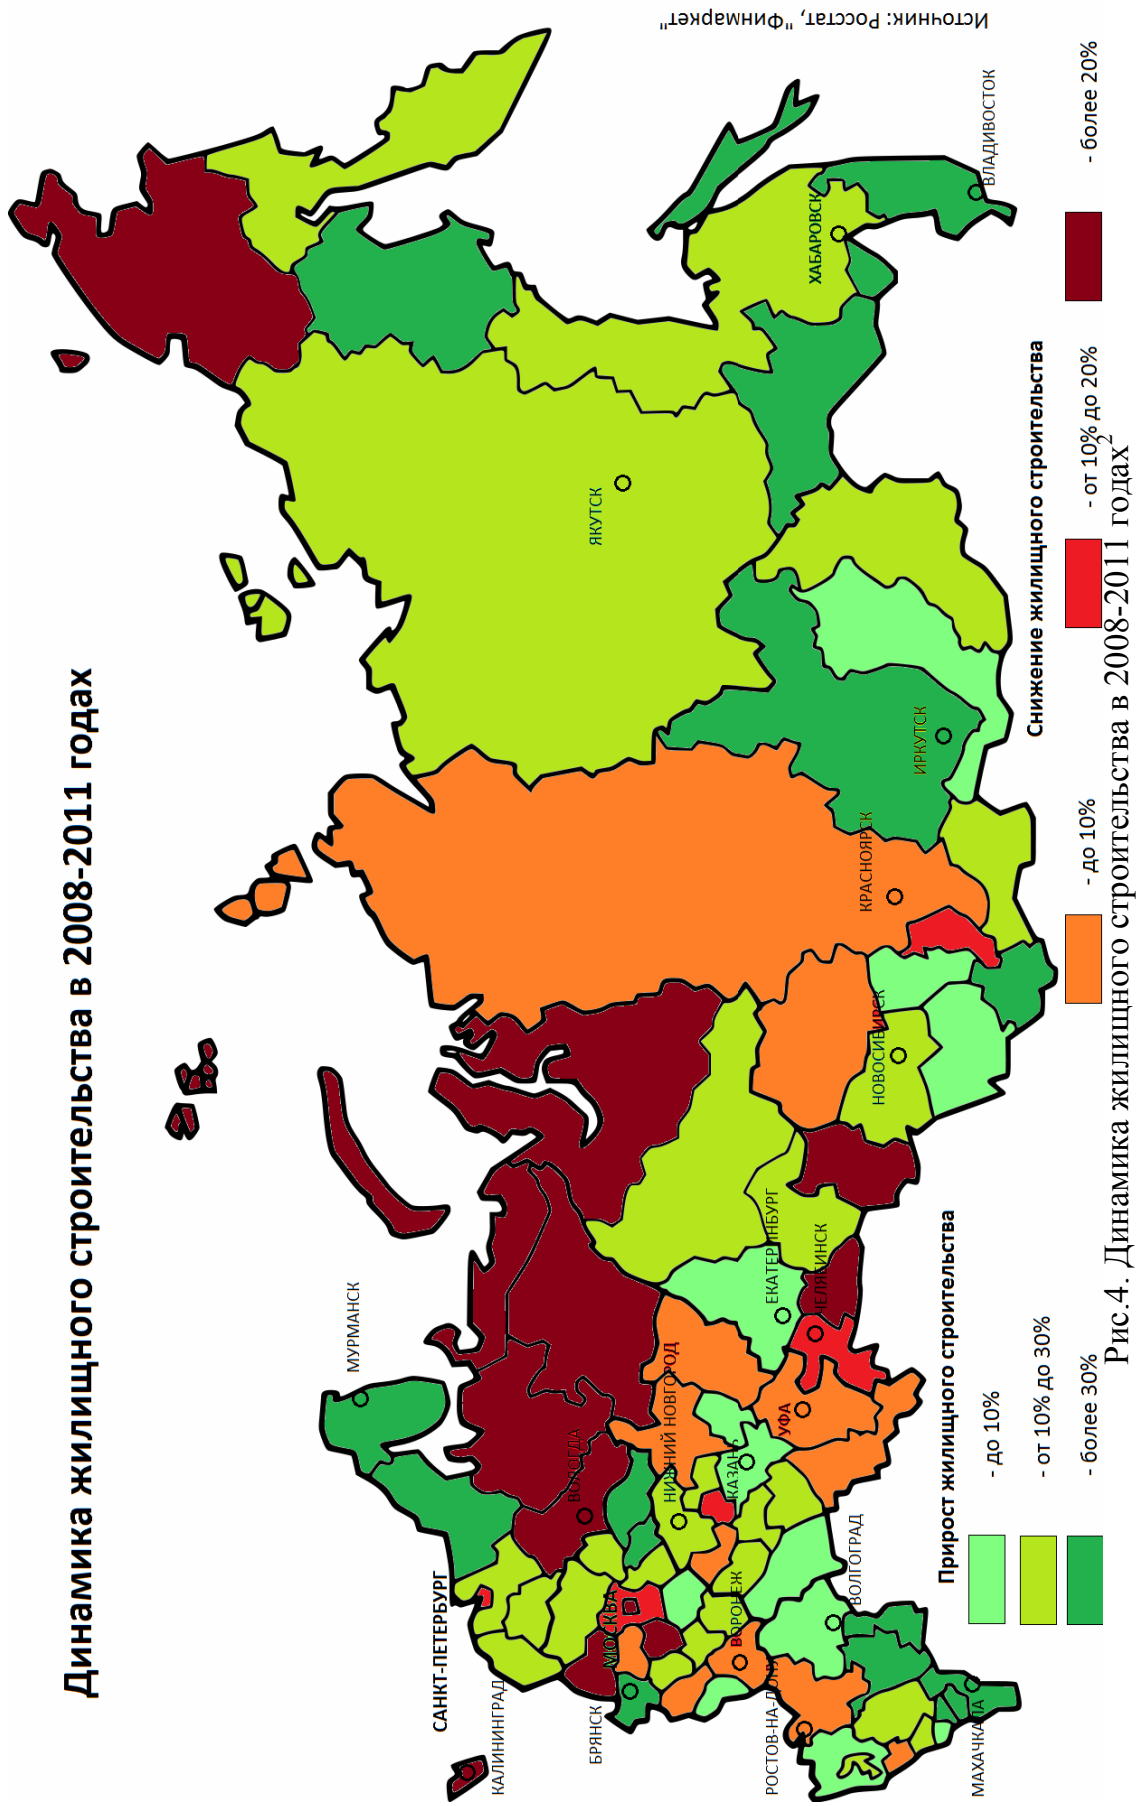 Динамика жилищного строительства в 2008-2011 годах
МУРМАНСК
САНКТ-ПЕТЕРБУРГ
КАЛИНИНГРАД
ВОЛОГДА
БРЯНСК
МОСКВА
НИЖНИЙ НОВГОРОД
ВОРОНЕЖ
КАЗАНЬ
РОСТОВ-НА-ДОНУ
УФА
ЕКАТЕРИНБУРГ
ЧЕЛЯБИНСК
ВОЛГОГРАД
МАХАЧКАЛА
НОВОСИБИРСК
КРАСНОЯРСК
ИРКУТСК
ЯКУТСК
ХАБАРОВСК
ВЛАДИВОСТОК
Прирост жилищного строительства
- до 10%
- от 10% до 30%
- более 30%
Снижение жилищного строительства
- до 10%
- от 10% до 20%
- более 20%
Источник: Росстат, "Финмаркет"
Рис.4. Динамика жилищного строительства в 2008-2011 годах2